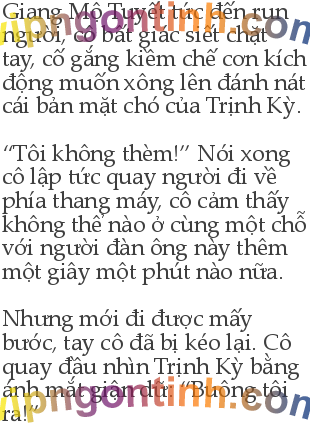 Giang Mộ Tuyết tức đến run
người, cô bất giác siết chặt
tay, cố gắng kiềm chế cơn kích
động muốn xông lên đánh nát
cái bản mặt chó của Trịnh Kỳ.
“Tôi không thèm!” Nói xong
cô lập tức quay người đi về
phía thang máy, cô cảm thấy
không thể nào ở cùng một chỗ
với người đàn ông này thêm
một giây một phút nào nữa.
Nhưng mới đi được mấy
bước, tay cô đã bị kéo lại. Cô
quay đầu nhìn Trịnh Kỳ bằng
ánh mắt giận dữ: “Buông tôi
ra!”
vipngontinh.com
vipngontinh.com